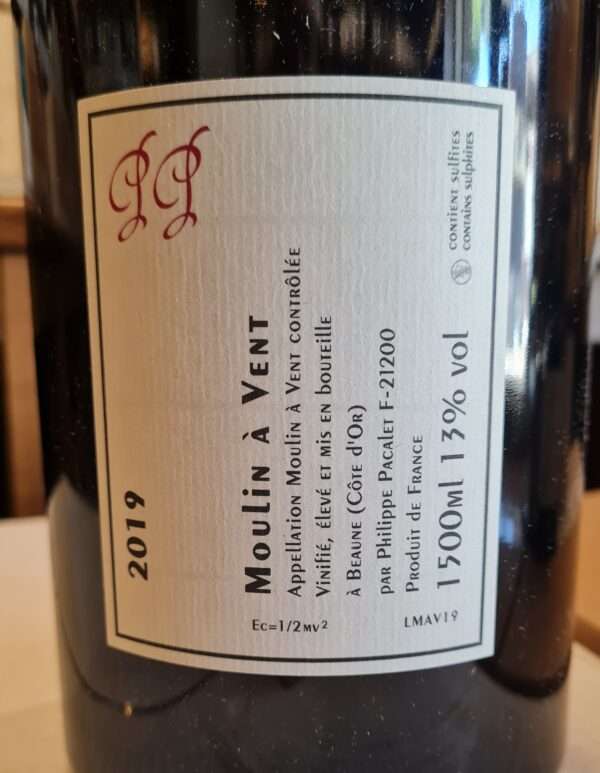 PP
2019
Moulin à Vent
Appellation Moulin à Vent contrôlée
Vinifié, élevé et mis en bouteille
à Beaune (Côte d'Or)
par Philippe Pacalet F-21200
Produit de France
1500ml 13% vol
contient sulfites
contains sulphites
Ec=1/2mv²
LMAV19